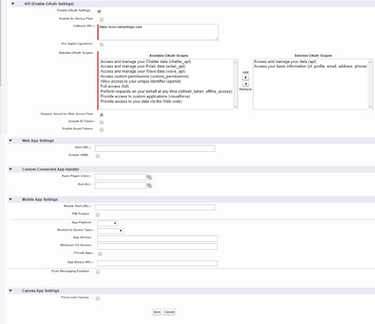 API (Enable OAuth Settings)
Enable OAuth Settings
Enable for Device Flow
Callback URL
Use digital signatures
Selected OAuth Scopes
Available OAuth Scopes
Selected OAuth Scopes
Access and manage your Chatter data (chatter_api)
Access and manage your Eclair data (eclair_api)
Access and manage your Wave data (wave_api)
Access custom permissions (custom_permissions)
Allow access to your unique identifier (openid)
Full access (full)
Perform requests on your behalf at any time (refresh_token, offline_access)
Provide access to custom applications (visualforce)
Provide access to your data via the Web (web)
Access and manage your data (api)
Access your basic information (id, profile, email, address, phone)
Add
Remove
Require Secret for Web Server Flow
Include ID Token
Enable Asset Tokens
Web App Settings
Start URL
Enable SAML
Custom Connected App Handler
Apex Plugin Class
Run As
Mobile App Settings
Mobile Start URL
PIN Protect
App Platform
Restrict to Device Type
App Version
Minimum OS Version
Private App
App Binary URL
Push Messaging Enabled
Canvas App Settings
Force.com Canvas
Save
Cancel